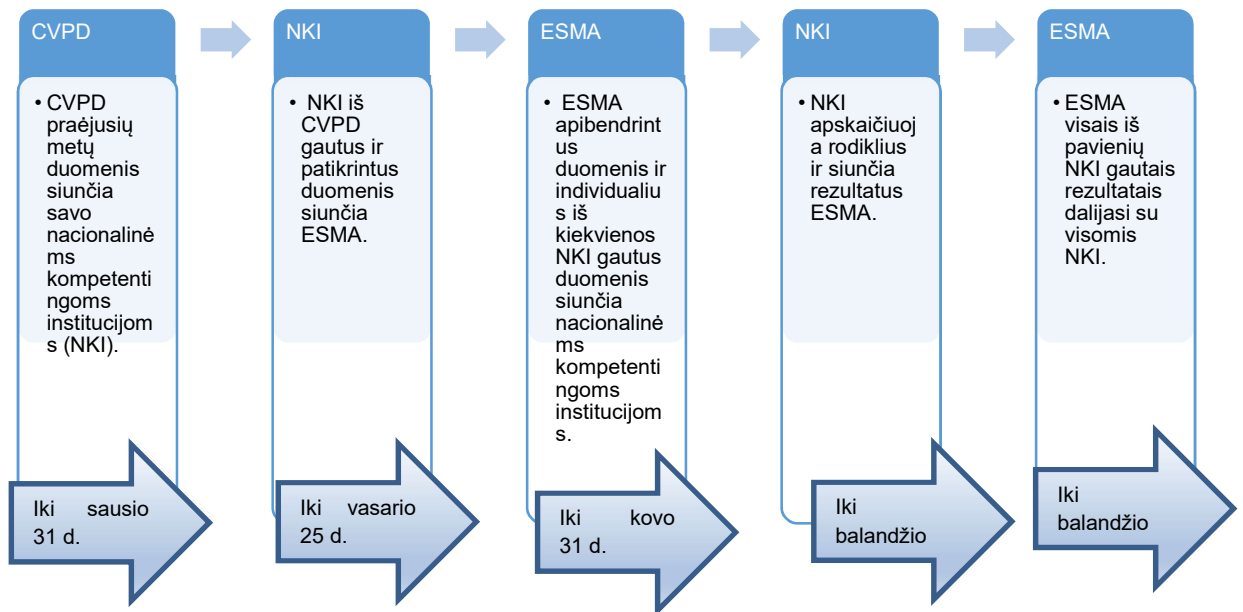 CVPD
• CVPD
praėjusių
metų
duomenis
siunčia
savo
nacionalinė
ms
kompetenti
ngoms
institucijom
s (NKI).
Iki sausio
31 d.
NKI
• NKI iš
CVPD
gautus ir
patikrintus
duomenis
siunčia
ESMA.
Iki vasario
25 d.
ESMA
• ESMA
apibendrint
us
duomenis ir
individualiu
s iš
kiekvienos
NKI gautus
duomenis
siunčia
nacionalinė
ms
kompetenti
ngoms
institucijom
s.
Iki kovo
31 d.
NKI
• NKI
apskaičiuoj
a rodiklius
ir siunčia
rezultatus
ESMA.
Iki
balandžio
ESMA
• ESMA
visais iš
pavienių
NKI gautais
rezultatais
dalijasi su
visomis
NKI.
Iki
balandžio